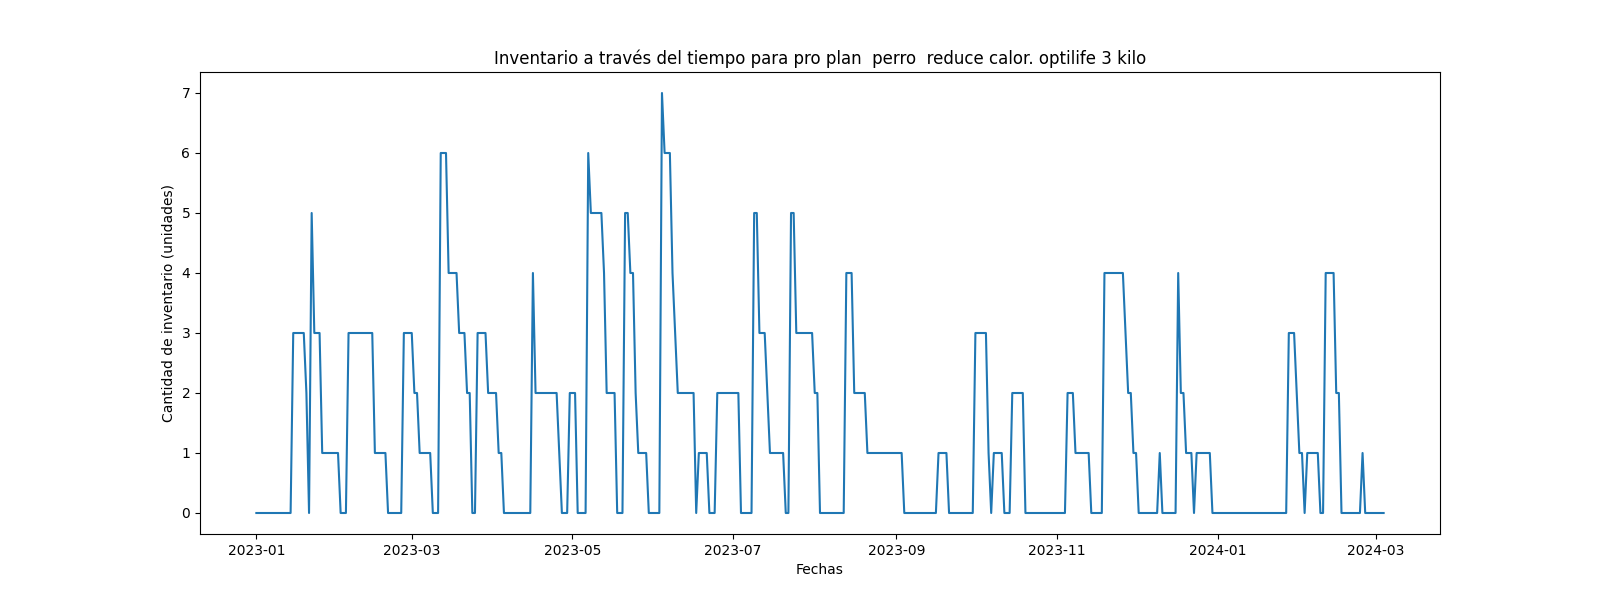 Inventario a través del tiempo para pro plan  perro  reduce calor. optilife 3 kilo
Cantidad de inventario (unidades)
7
6
5
4
3
2
1
0
2023-01 2023-03 2023-05 2023-07 2023-09 2023-11 2024-01 2024-03
Fechas